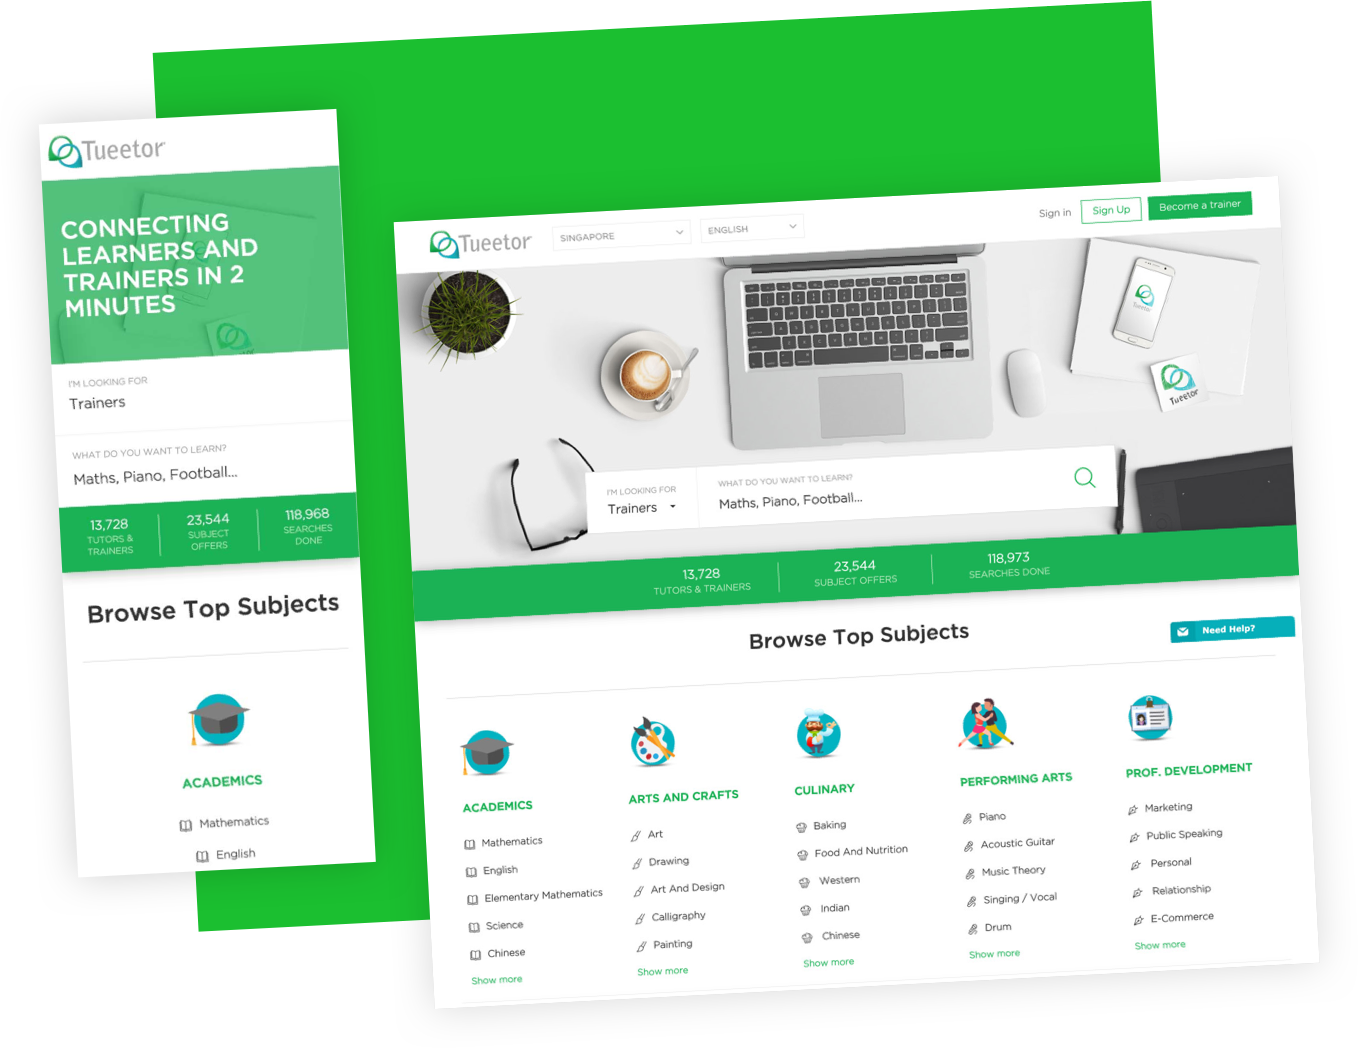 Tueetor
CONNECTING
LEARNERS AND
TRAINERS IN 2
MINUTES
I'M LOOKING FOR
Trainers
WHAT DO YOU WANT TO LEARN?
Maths, Piano, Football...
13,728
TUTORS &
TRAINERS
23,544
SUBJECT
OFFERS
118,968
SEARCHES
DONE
Browse Top Subjects
ACADEMICS
Mathematics
English
Tueetor
SINGAPORE
ENGLISH
Sign in
Sign Up
Become a trainer
Tueetor
Tueetor
I'M LOOKING FOR
Trainers
WHAT DO YOU WANT TO LEARN?
Maths, Piano, Football...
13,728
TUTORS & TRAINERS
23,544
SUBJECT OFFERS
118,973
SEARCHES DONE
Browse Top Subjects
Need Help?
ACADEMICS
Mathematics
English
Elementary Mathematics
Science
Chinese
Show more
ARTS AND CRAFTS
Art
Drawing
Art And Design
Calligraphy
Painting
Show more
CULINARY
Baking
Food And Nutrition
Western
Indian
Chinese
Show more
PERFORMING ARTS
Piano
Acoustic Guitar
Music Theory
Singing / Vocal
Drum
Show more
PROF. DEVELOPMENT
Marketing
Public Speaking
Personal
Relationship
E-Commerce
Show more